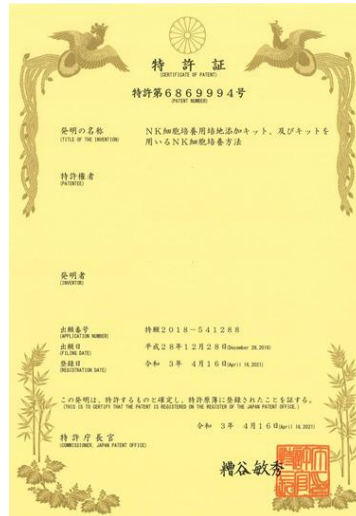 特許証
(CERTIFICATE OF PATENT)
特許第6869994号
(PATENT NUMBER)
発明の名称
(TITLE OF THE INVENTION)
NK細胞培養用培地添加キット、及びキットを
用いるNK細胞培養方法
特許権者
(PATENTEE)
発明者
(INVENTOR)
出願番号
(APPLICATION NUMBER)
特願2018-541288
出願日
(FILING DATE)
平成28年12月28日(December 28,2016)
登録日
(REGISTRATION DATE)
令和 3年 4月16日(April 16,2021)
この発明は、特許するものと確定し、特許原簿に登録されたことを証する。
(THIS IS TO CERTIFY THAT THE PATENT IS REGISTERED ON THE REGISTER OF THE JAPAN PATENT OFFICE.)
令和 3年 4月16日(April 16,2021)
特許庁長官
(COMMISSIONER, JAPAN PATENT OFFICE)
糟谷敏秀